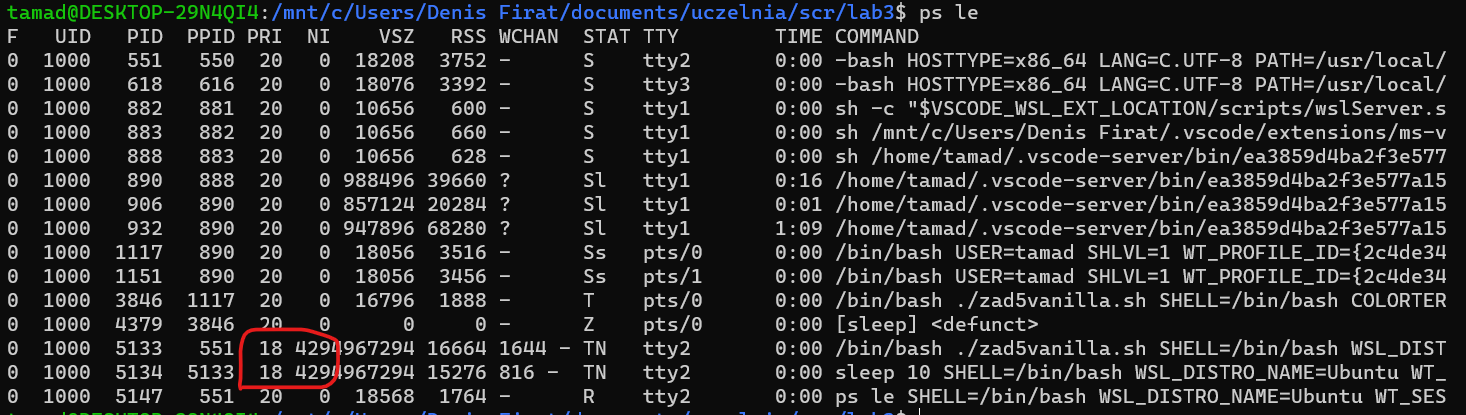 tamad@DESKTOP-29N4QI4:/mnt/c/Users/Denis Firat/documents/uczelnia/scr/lab3$ ps le
F UID PID PPID PRI NI VSZ RSS WCHAN STAT TTY TIME COMMAND
0 1000 551 550 20 0 18208 3752 - S tty2 0:00 -bash HOSTTYPE=x86_64 LANG=C.UTF-8 PATH=/usr/local/
0 1000 618 616 20 0 18076 3392 - S tty3 0:00 -bash HOSTTYPE=x86_64 LANG=C.UTF-8 PATH=/usr/local/
0 1000 882 881 20 0 10656 600 - S tty1 0:00 sh -c "$VSCODE_WSL_EXT_LOCATION/scripts/wslServer.s
0 1000 883 882 20 0 10656 660 - S tty1 0:00 sh /mnt/c/Users/Denis Firat/.vscode/extensions/ms-v
0 1000 888 883 20 0 10656 628 - S tty1 0:00 sh /home/tamad/.vscode-server/bin/ea3859d4ba2f3e577
0 1000 890 888 20 0 988496 39660 ? Sl tty1 0:16 /home/tamad/.vscode-server/bin/ea3859d4ba2f3e577a15
0 1000 906 890 20 0 857124 20284 ? Sl tty1 0:01 /home/tamad/.vscode-server/bin/ea3859d4ba2f3e577a15
0 1000 932 890 20 0 947896 68280 ? Sl tty1 1:09 /home/tamad/.vscode-server/bin/ea3859d4ba2f3e577a15
0 1000 1117 890 20 0 18056 3516 - Ss pts/0 0:00 /bin/bash USER=tamad SHLVL=1 WT_PROFILE_ID={2c4de34
0 1000 1151 890 20 0 18056 3456 - Ss pts/1 0:00 /bin/bash USER=tamad SHLVL=1 WT_PROFILE_ID={2c4de34
0 1000 3846 1117 20 0 16796 1888 - T pts/0 0:00 /bin/bash ./zad5vanilla.sh SHELL=/bin/bash COLORTER
0 1000 4379 3846 20 0 0 0 - Z pts/0 0:00 [sleep] <defunct>
0 1000 5133 551 18 4294967294 16664 1644 - TN tty2 0:00 /bin/bash ./zad5vanilla.sh SHELL=/bin/bash WSL_DIST
0 1000 5134 5133 18 4294967294 15276 816 - TN tty2 0:00 sleep 10 SHELL=/bin/bash WSL_DISTRO_NAME=Ubuntu WT_
0 1000 5147 551 20 0 18568 1764 - R tty2 0:00 ps le SHELL=/bin/bash WSL_DISTRO_NAME=Ubuntu WT_SES